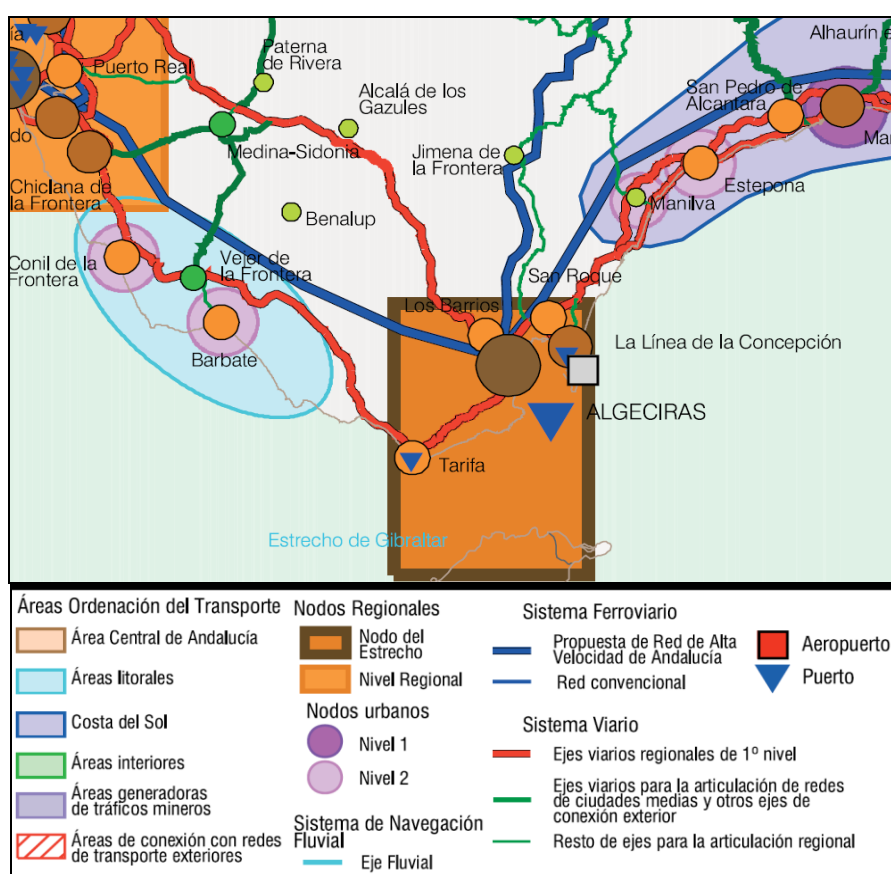 ía
Puerto Real
Paterna
de Rivera
Alhaurín e
Alcalá de los
Gazules
San Pedro de
Alcantara
do
Medina-Sidonia
Jimena de
la Frontera
Mar
Chiclana de
la Frontera
Estepona
Manilva
Benalup
Conil de la
Frontera
Vejer de
la Frontera
San Roque
Los Barrios
Barbate
La Línea de la Concepción
ALGECIRAS
Tarifa
Estrecho de Gibraltar
Áreas Ordenación del Transporte
Área Central de Andalucía
Áreas litorales
Costa del Sol
Áreas interiores
Áreas generadoras
de tráficos mineros
Áreas de conexión con redes
de transporte exteriores
Nodos Regionales
Nodo del
Estrecho
Nivel Regional
Nodos urbanos
Nivel 1
Nivel 2
Sistema de Navegación
Fluvial
Eje Fluvial
Sistema Ferroviario
Propuesta de Red de Alta
Velocidad de Andalucía
Red convencional
Sistema Viario
Ejes viarios regionales de 1º nivel
Ejes viarios para la articulación de redes
de ciudades medias y otros ejes de
conexión exterior
Resto de ejes para la articulación regional
Aeropuerto
Puerto